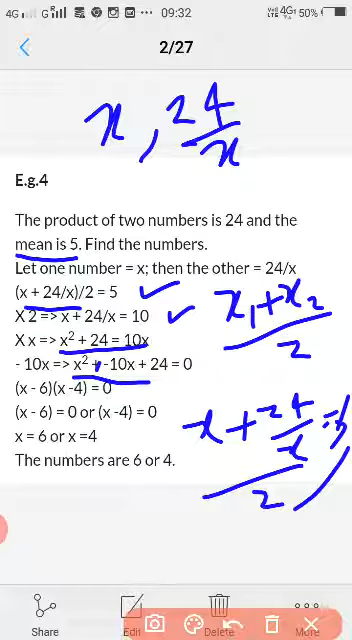 4G 4G 50% 09:32
2/27
x, 24/x
E.g.4
The product of two numbers is 24 and the
mean is 5. Find the numbers.
Let one number = x; then the other = 24/x
(x + 24/x)/2 = 5
X 2 => x + 24/x = 10
X x => x² + 24 = 10x
x₁+x₂
2
- 10x => x² + -10x + 24 = 0
(x - 6)(x -4) = 0
(x - 6) = 0 or (x -4) = 0
x + 24/x
2
x = 6 or x =4
The numbers are 6 or 4.
Share
Edit
Delete
More